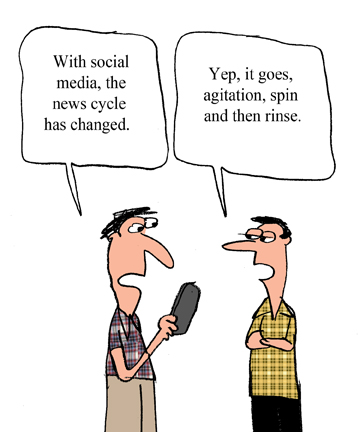 With social
media, the
news cycle
has changed.
Yep, it goes,
agitation, spin
and then rinse.